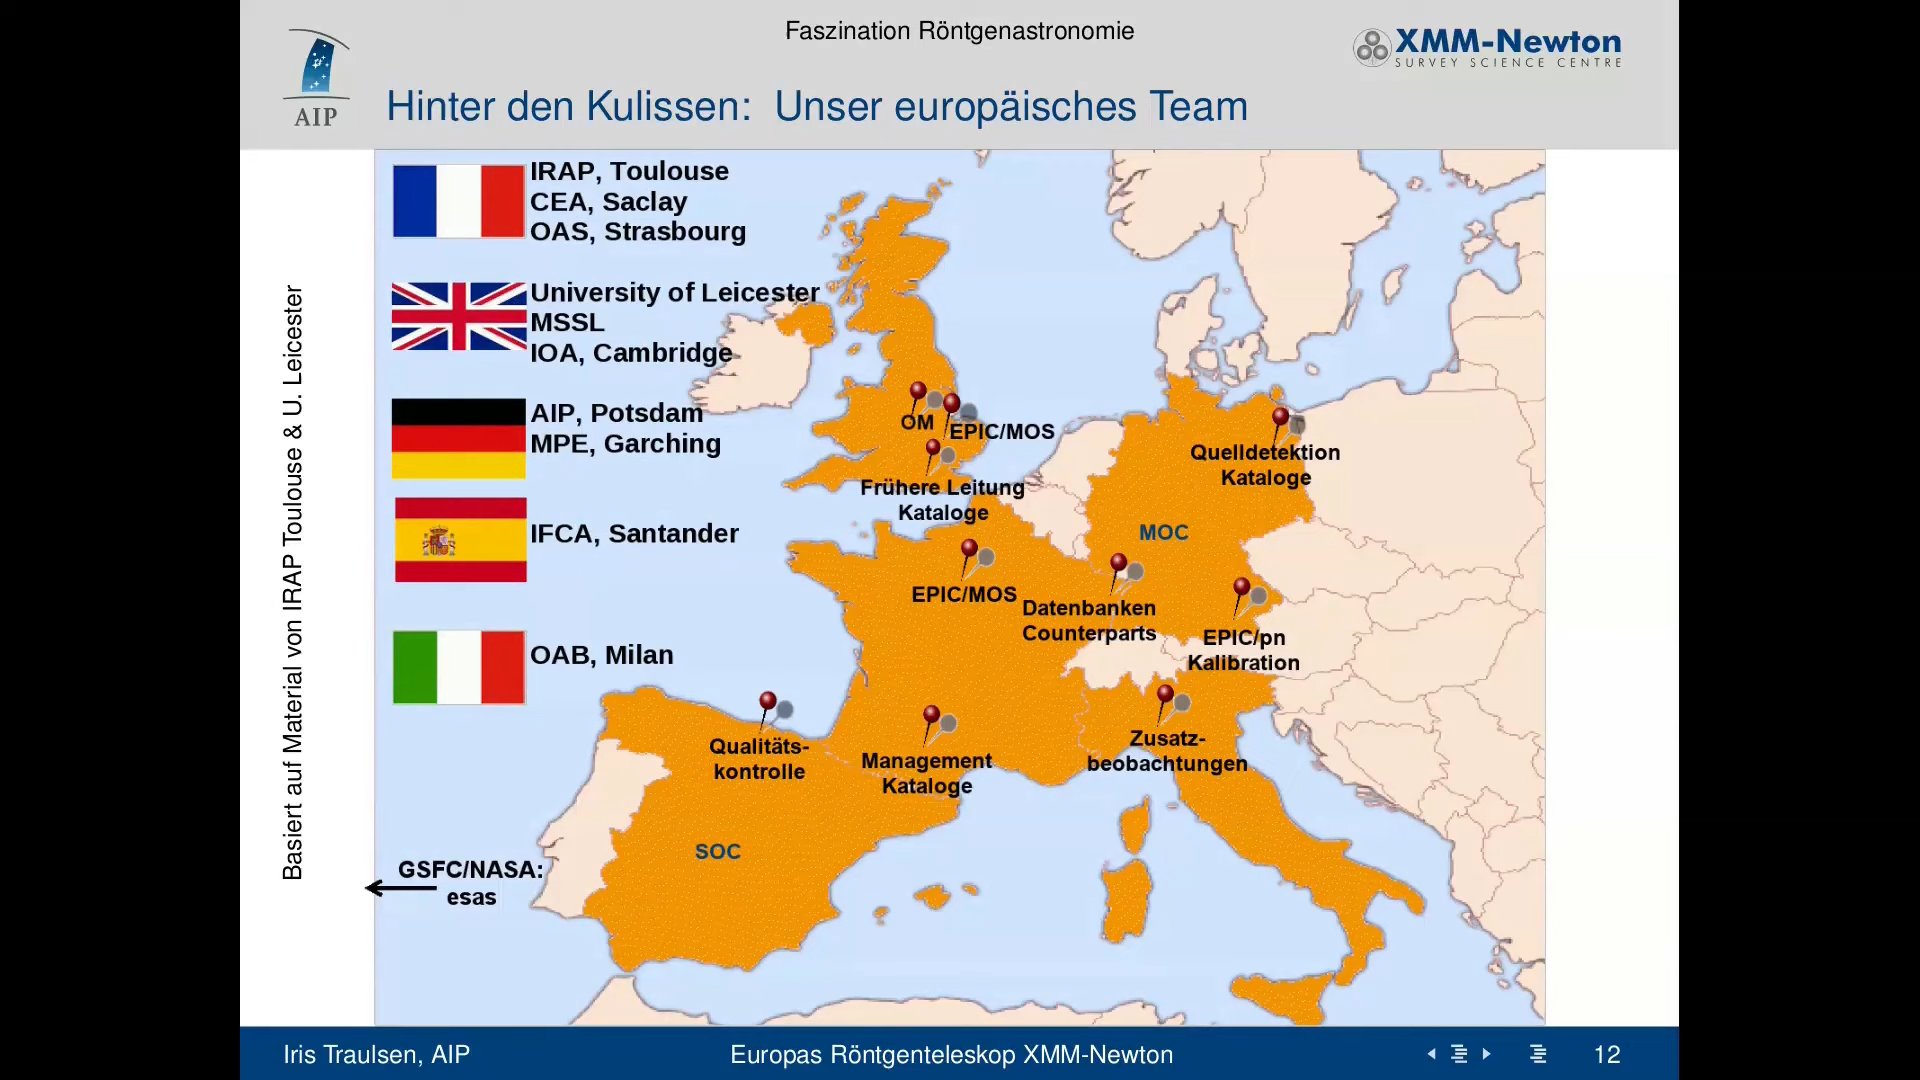 Faszination Röntgenastronomie
XMM-Newton
SURVEY SCIENCE CENTRE
AIP
Hinter den Kulissen: Unser europäisches Team
IRAP, Toulouse
CEA, Saclay
OAS, Strasbourg
University of Leicester
MSSL
IOA, Cambridge
AIP, Potsdam
MPE, Garching
IFCA, Santander
OAB, Milan
Basiert auf Material von IRAP Toulouse & U. Leicester
OM
EPIC/MOS
Quelldetektion
Kataloge
Frühere Leitung
Kataloge
MOC
EPIC/MOS
Datenbanken
Counterparts
EPIC/pn
Kalibration
Qualitäts-
kontrolle
Management
Kataloge
Zusatz-
beobachtungen
SOC
GSFC/NASA:
esas
Iris Traulsen, AIP
Europas Röntgenteleskop XMM-Newton
12